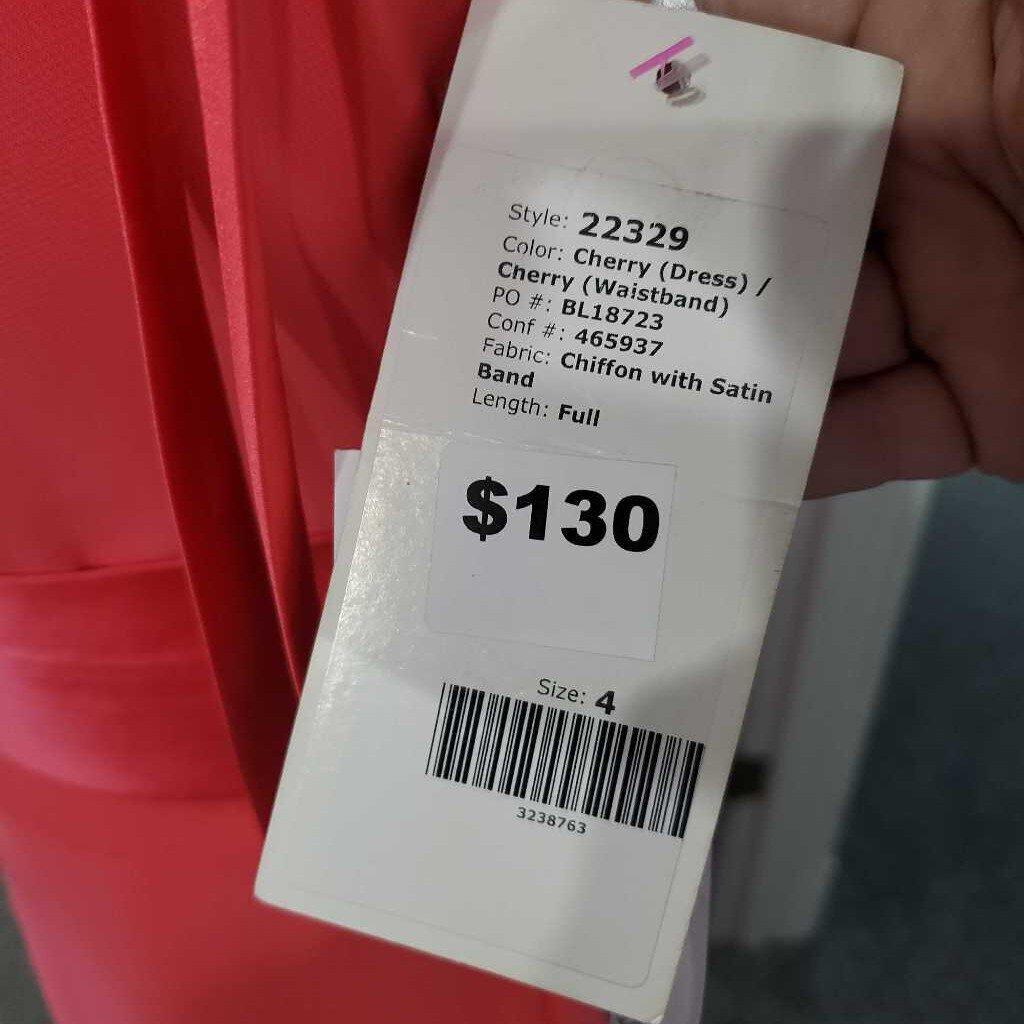 Style: 22329
Color: Cherry (Dress) /
Cherry (Waistband)
PO #: BL18723
Conf #: 465937
Fabric: Chiffon with Satin
Band
Length: Full
$130
Size: 4
3238763